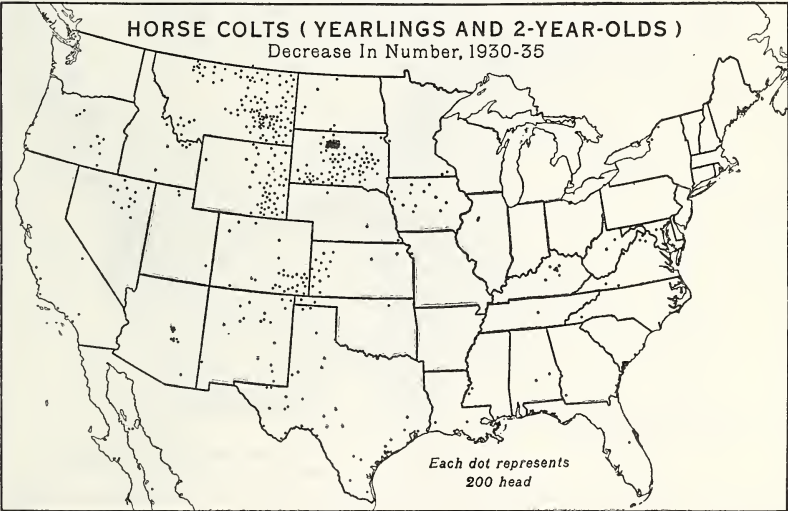 HORSE COLTS (YEARLINGS AND 2-YEAR-OLDS)
Decrease In Number, 1930-35
Each dot represents
200 head